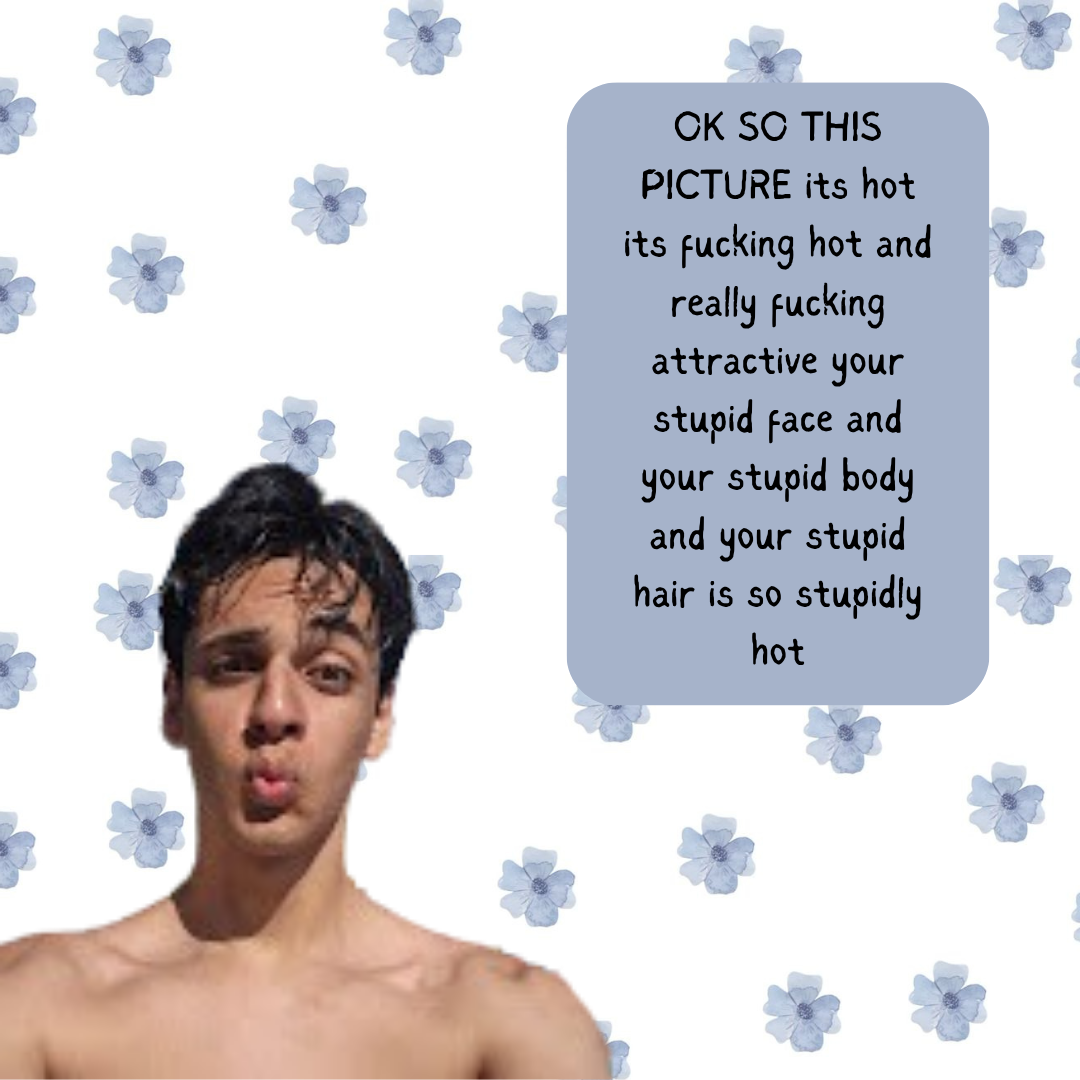 OK SO THIS
PICTURE its hot
its fucking hot and
really fucking
attractive your
stupid face and
your stupid body
and your stupid
hair is so stupidly
hot